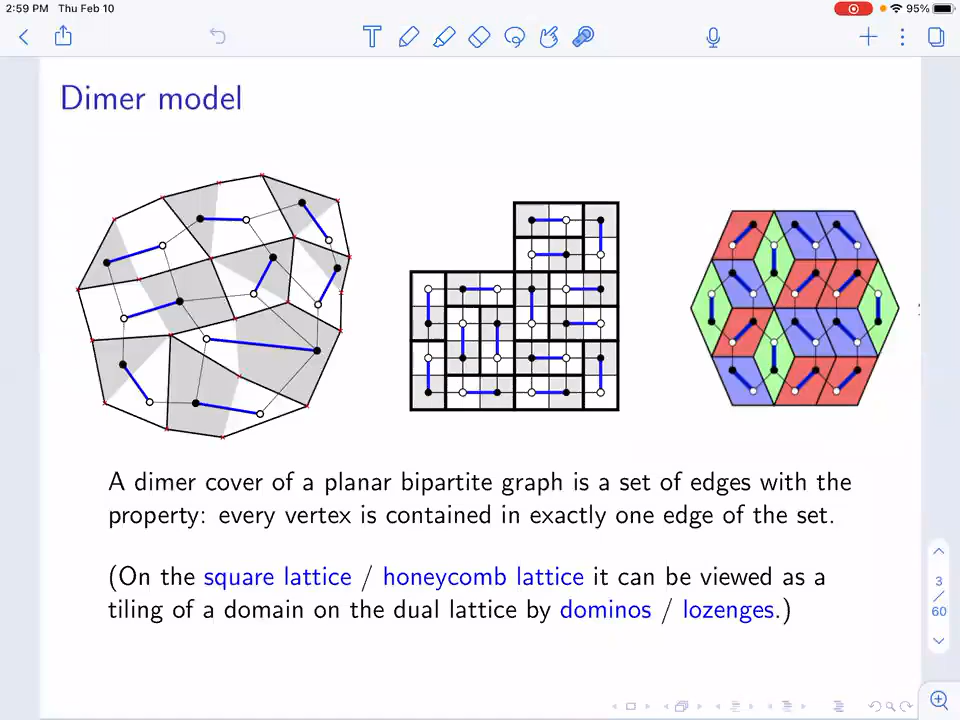 2:59 PM Thu Feb 10
95%
Dimer model
A dimer cover of a planar bipartite graph is a set of edges with the
property: every vertex is contained in exactly one edge of the set.
(On the square lattice / honeycomb lattice it can be viewed as a
tiling of a domain on the dual lattice by dominos / lozenges.)
3
/
60